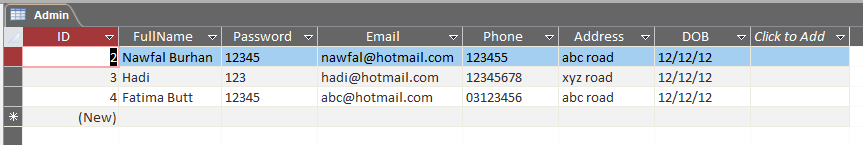 Admin
ID FullName Password Email Phone Address DOB Click to Add
2 Nawfal Burhan 12345 nawfal@hotmail.com 123455 abc road 12/12/12
3 Hadi 123 hadi@hotmail.com 12345678 xyz road 12/12/12
4 Fatima Butt 12345 abc@hotmail.com 03123456 abc road 12/12/12
(New)